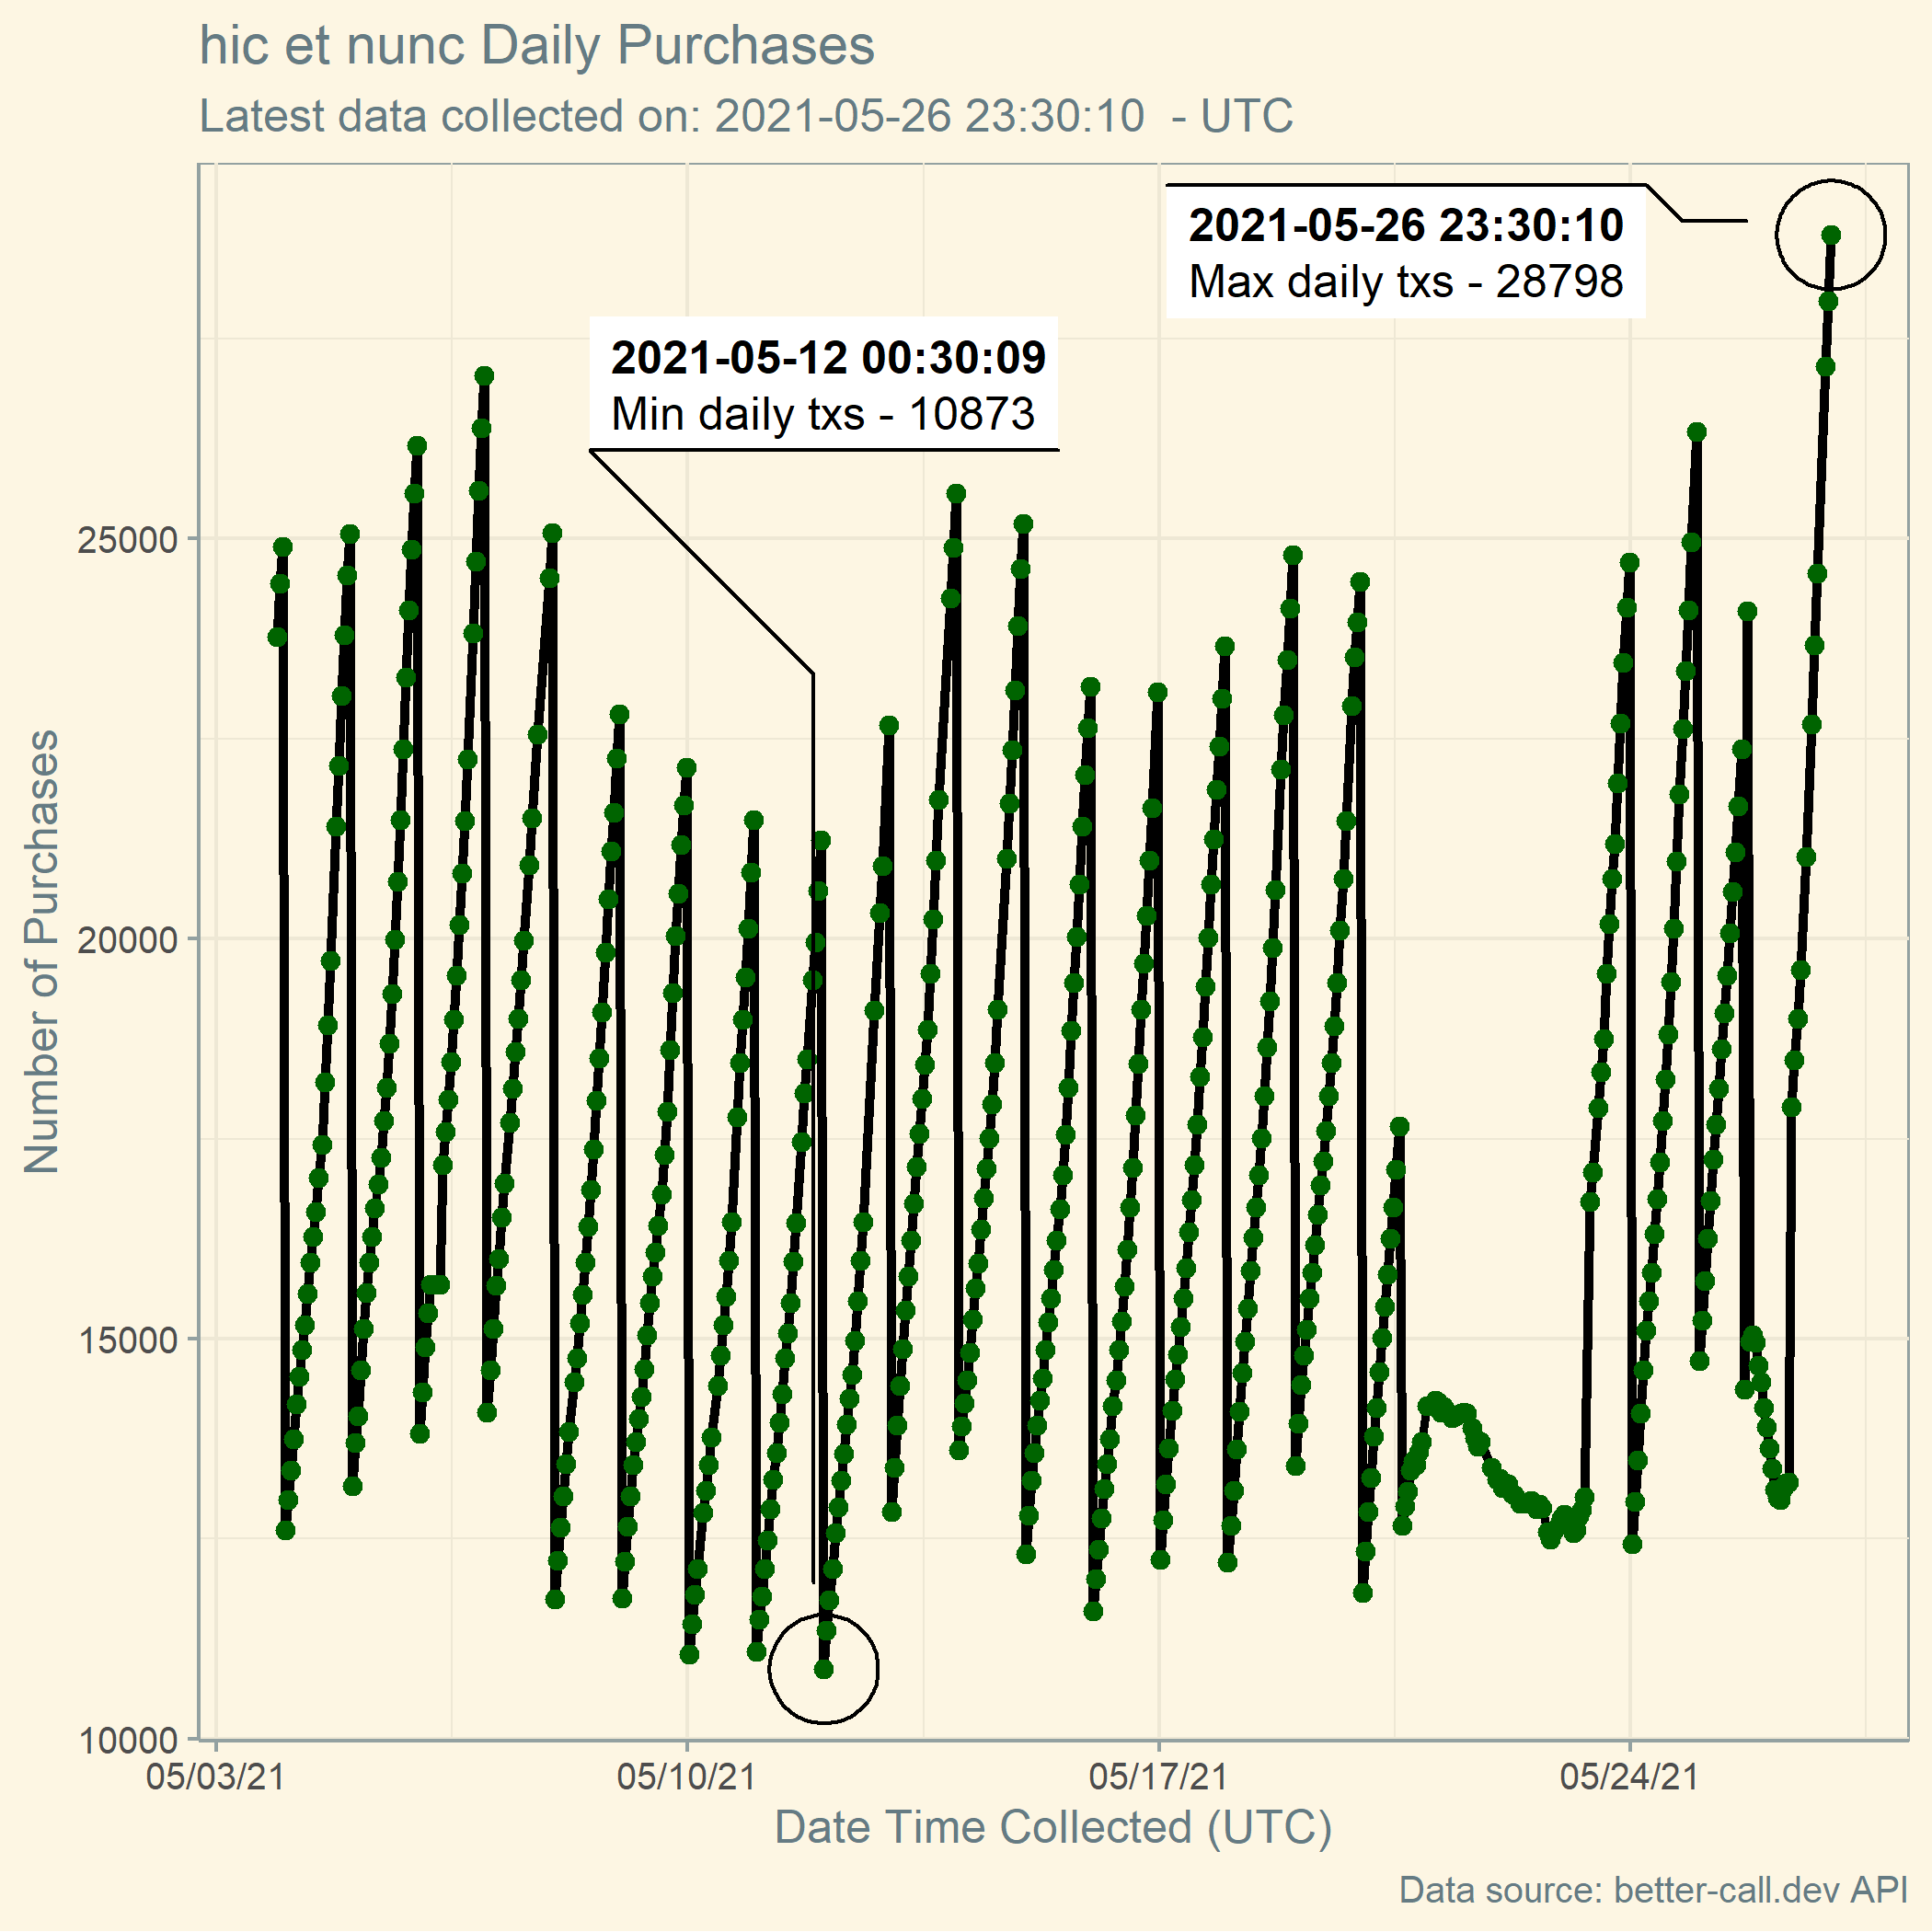 hic et nunc Daily Purchases
Latest data collected on: 2021-05-26 23:30:10  - UTC
2021-05-26 23:30:10
Max daily txs - 28798
2021-05-12 00:30:09
Min daily txs - 10873
Number of Purchases
25000
20000
15000
10000
05/03/21
05/10/21
05/17/21
05/24/21
Date Time Collected (UTC)
Data source: better-call.dev API